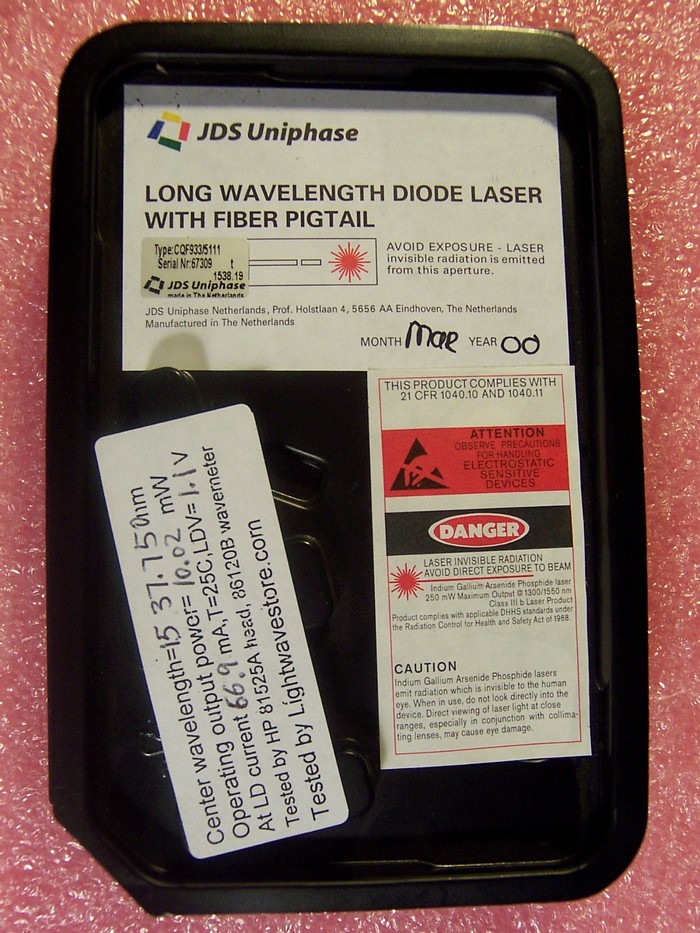 JDS Uniphase
LONG WAVELENGTH DIODE LASER
WITH FIBER PIGTAIL
Type:CQF933/5111
Serial Nr:67309 t
1538.19
JDS Uniphase
made in The Netherlands
AVOID EXPOSURE - LASER
invisible radiation is emitted
from this aperture.
JDS Uniphase Netherlands, Prof. Holstlaan 4, 5656 AA Eindhoven, The Netherlands
Manufactured in The Netherlands
MONTH Mar YEAR 00
THIS PRODUCT COMPLIES WITH
21 CFR 1040.10 AND 1040.11
ATTENTION
OBSERVE PRECAUTIONS
FOR HANDLING
ELECTROSTATIC
SENSITIVE
DEVICES
DANGER
LASER INVISIBLE RADIATION
AVOID DIRECT EXPOSURE TO BEAM
Indium Gallium Arsenide Phosphide laser
250 mW Maximum Output @ 1300/1550 nm
Class III b Laser Product
Product complies with applicable DHHS standards under
the Radiation Control for Health and Safety Act of 1968.
CAUTION
Indium Gallium Arsenide Phosphide lasers
emit radiation which is invisible to the human
eye. When in use, do not look directly into the
device. Direct viewing of laser light at close
ranges, especially in conjunction with collima-
ting lenses, may cause eye damage.
Center wavelength=1537.750nm
Operating output power= 10.02 mW
At LD current 66.9 mA,T=25C,LDV= 1.1V
Tested by HP 81525A head, 86120B wavemeter
Tested by Lightwavestore.com